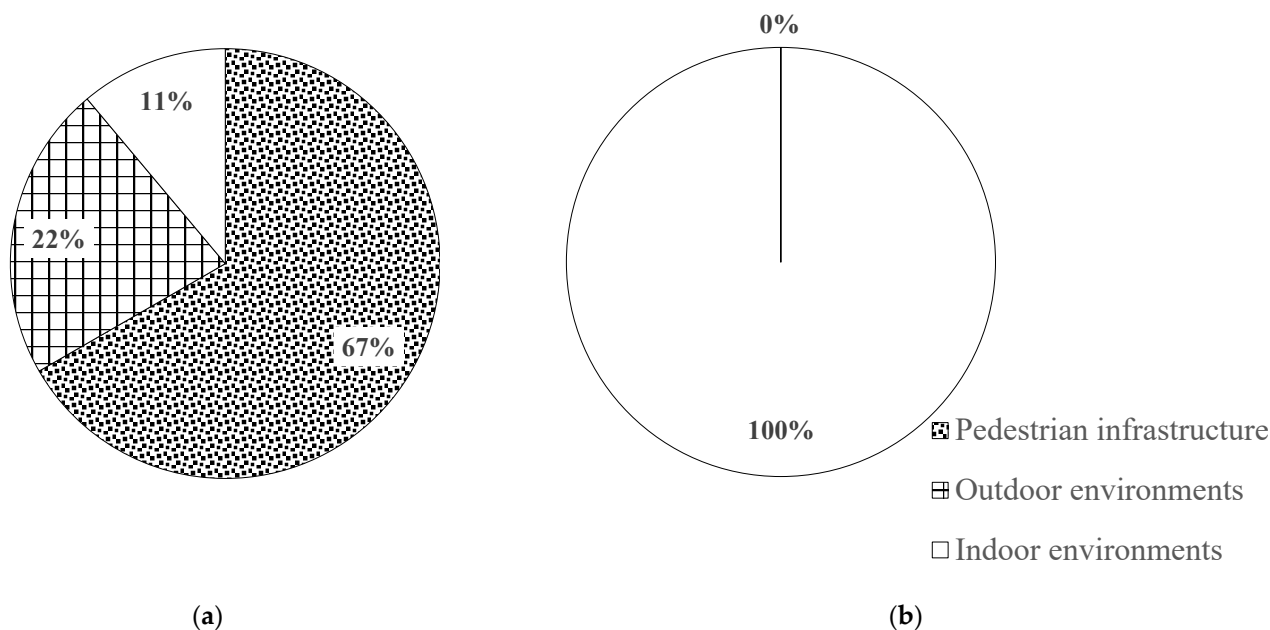 0%
11%
22%
67%
100%
Pedestrian infrastructure
Outdoor environments
Indoor environments
(a)
(b)